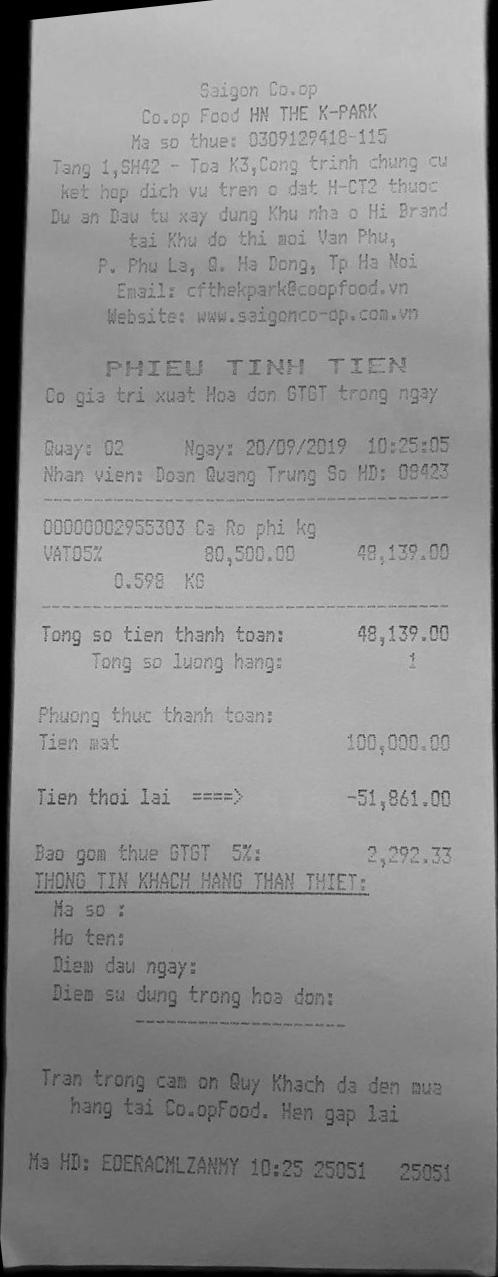 Saigon Co.op
Co.op Food HN THE K-PARK
Ma so thue: 0309129418-115
Tang 1,SH42 - Toa K3,Cong trinh chung cu
ket hop dich vu tren o dat H-CT2 thuoc
Du an Dau tu xay dung Khu nha o Hi Brand
tai Khu do thi moi Van Phu,
P. Phu La, Q. Ha Dong, Tp Ha Noi
Email: cfthekpark@coopfood.vn
Website: www.saigonco-op.com.vn
PHIEU TINH TIEN
Co gia tri xuat Hoa don GTGT trong ngay
Quay: 02 Ngay: 20/09/2019 10:25:05
Nhan vien: Doan Quang Trung So HD: 08423
00000002955303 Ca Ro phi kg
VAT05% 80,500.00 48,139.00
0.598 KG
Tong so tien thanh toan: 48,139.00
Tong so luong hang: 1
Phuong thuc thanh toan:
Tien mat 100,000.00
Tien thoi lai ====> -51,861.00
Bao gom thue GTGT 5%: 2,292.33
THONG TIN KHACH HANG THAN THIET:
Ma so :
Ho ten:
Diem dau ngay:
Diem su dung trong hoa don:
Tran trong cam on Quy Khach da den mua
hang tai Co.opFood. Hen gap lai
Ma HD: EOERACMLZANMY 10:25 25051 25051